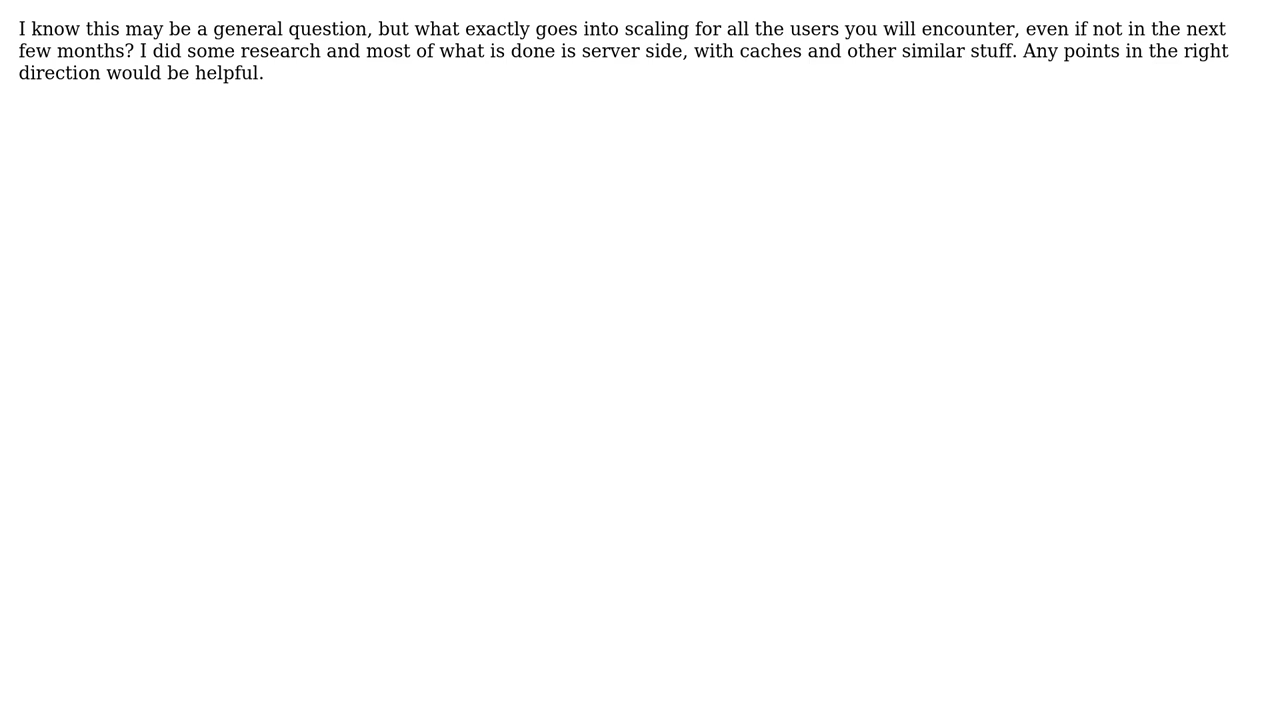 I know this may be a general question, but what exactly goes into scaling for all the users you will encounter, even if not in the next
few months? I did some research and most of what is done is server side, with caches and other similar stuff. Any points in the right
direction would be helpful.